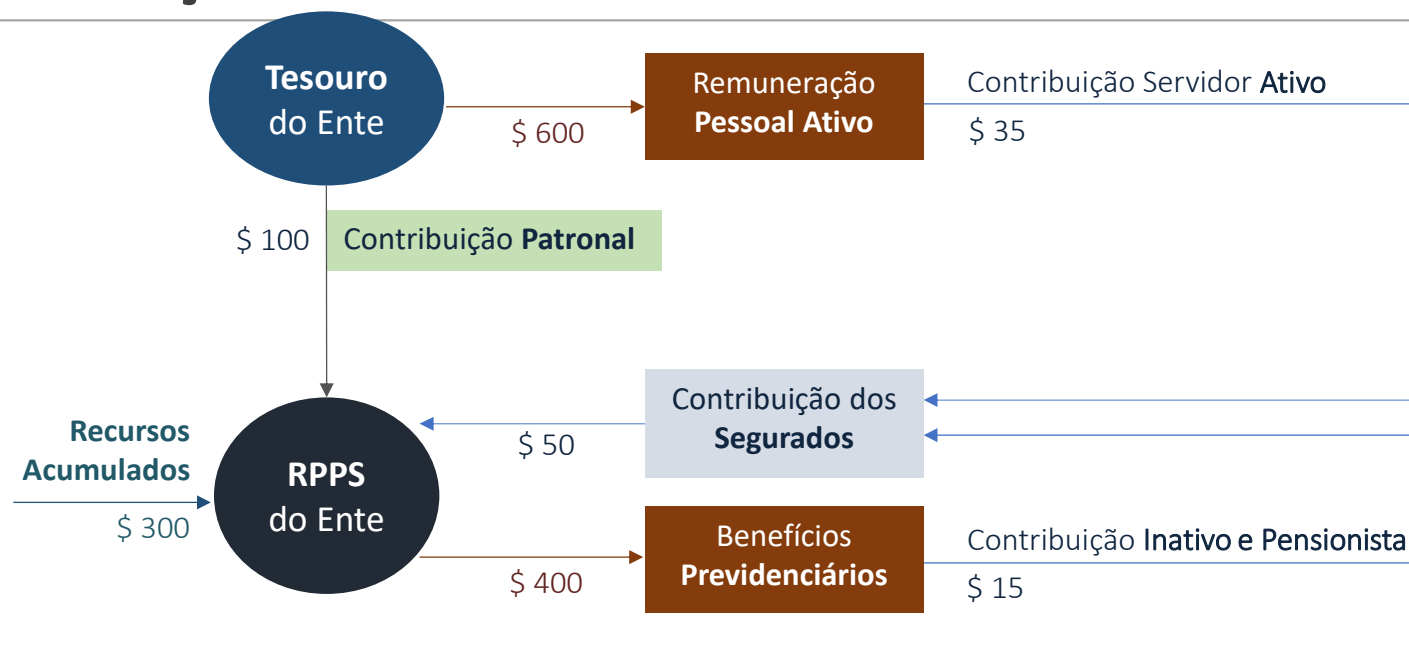 Tesouro
do Ente
$ 600
Remuneração
Pessoal Ativo
Contribuição Servidor Ativo
$ 35
$ 100
Contribuição Patronal
Recursos
Acumulados
$ 300
RPPS
do Ente
$ 50
Contribuição dos
Segurados
$ 400
Benefícios
Previdenciários
Contribuição Inativo e Pensionista
$ 15